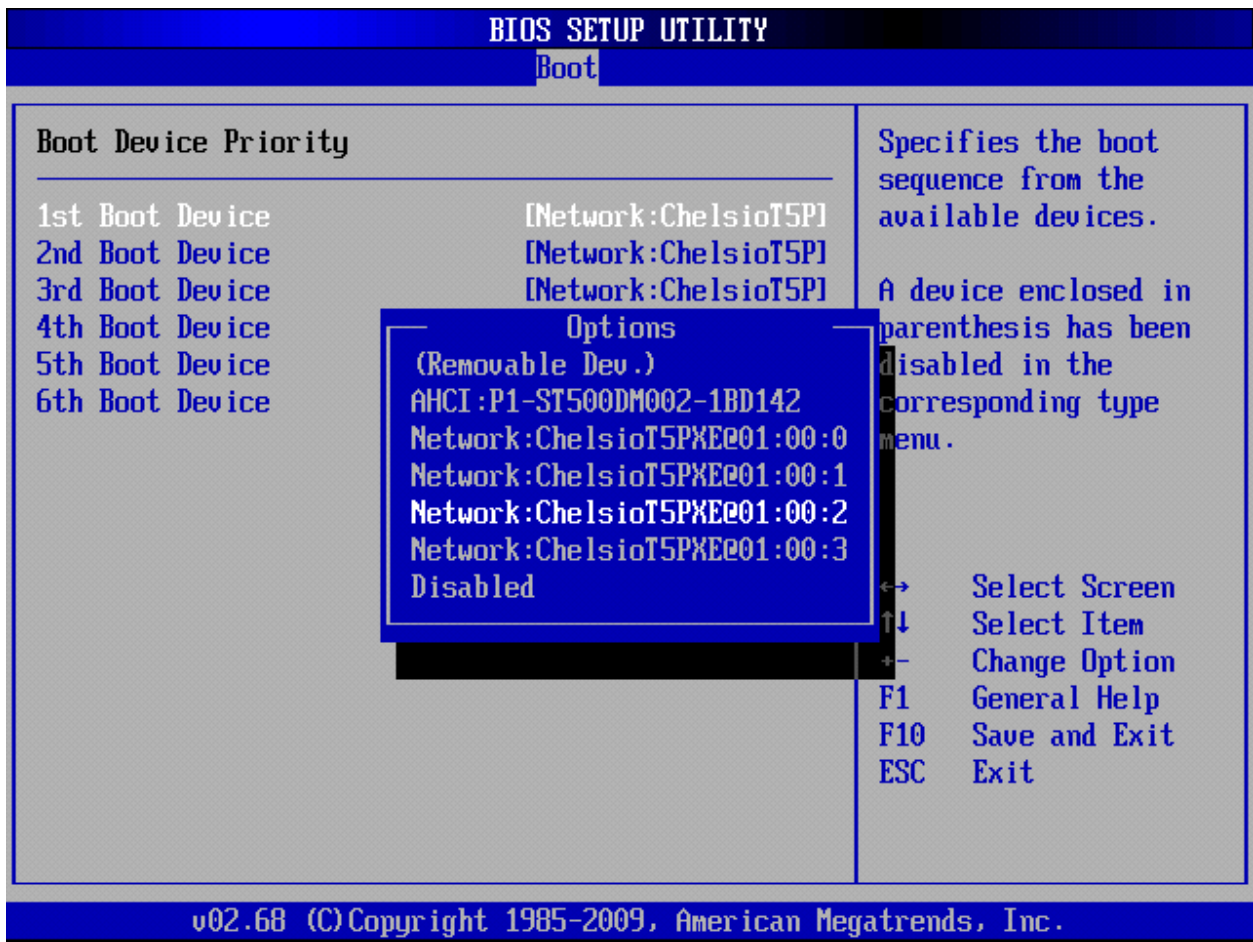 BIOS SETUP UTILITY
Boot
Boot Device Priority
1st Boot Device [Network:ChelsioT5P]
2nd Boot Device [Network:ChelsioT5P]
3rd Boot Device [Network:ChelsioT5P]
4th Boot Device
5th Boot Device
6th Boot Device
Options
(Removable Dev.)
AHCI:P1-ST500DM002-1BD142
Network:ChelsioT5PXE@01:00:0
Network:ChelsioT5PXE@01:00:1
Network:ChelsioT5PXE@01:00:2
Network:ChelsioT5PXE@01:00:3
Disabled
Specifies the boot
sequence from the
available devices.
A device enclosed in
parenthesis has been
disabled in the
corresponding type
menu.
←→ Select Screen
↑↓ Select Item
+- Change Option
F1 General Help
F10 Save and Exit
ESC Exit
v02.68 (C)Copyright 1985-2009, American Megatrends, Inc.